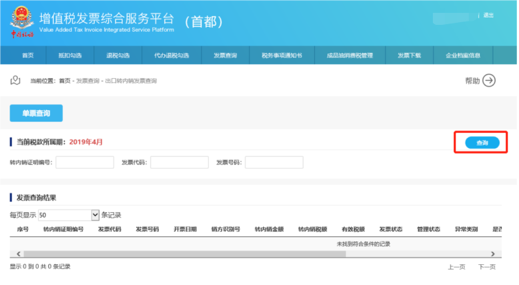 增值税发票综合服务平台（首都）
Value Added Tax Invoice Integrated Service Platform
退出
首页 抵扣勾选 退税勾选 代办退税勾选 发票查询 税务事项通知书 成品油消费税管理 发票下载 企业档案信息
当前位置：首页 - 发票查询 - 出口转内销发票查询 帮助
单票查询
当前税款所属期：2019年4月 查询
转内销证明编号： 发票代码： 发票号码：
发票查询结果
每页显示 50 条记录
序号 转内销证明编号 发票代码 发票号码 开票日期 销方识别号 转内销金额 转内销税额 有效税额 发票状态 管理状态 异常类别 是否
未找到符合条件的记录
显示 0 到 0 共 0 条记录 上一页 下一页